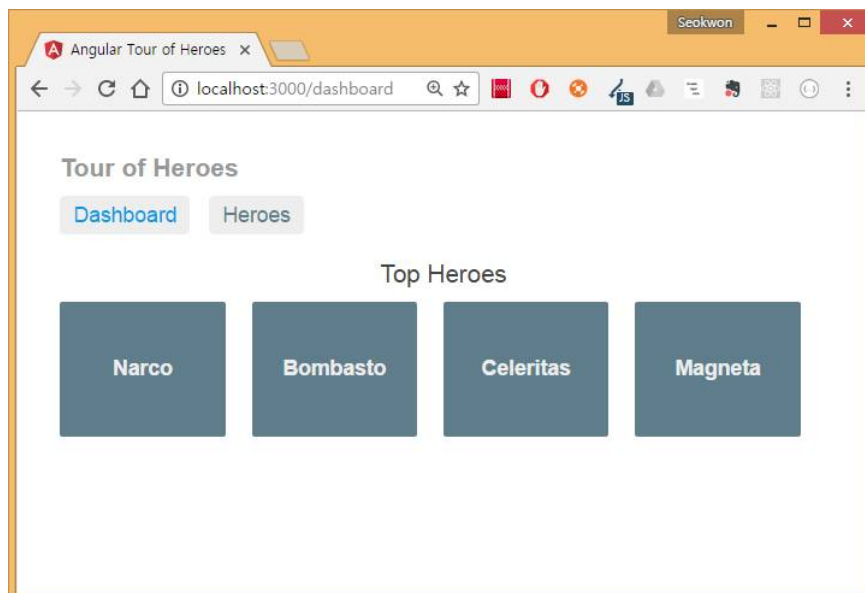 Seokwon
Angular Tour of Heroes
localhost:3000/dashboard
JS
Tour of Heroes
Dashboard
Heroes
Top Heroes
Narco
Bombasto
Celeritas
Magneta